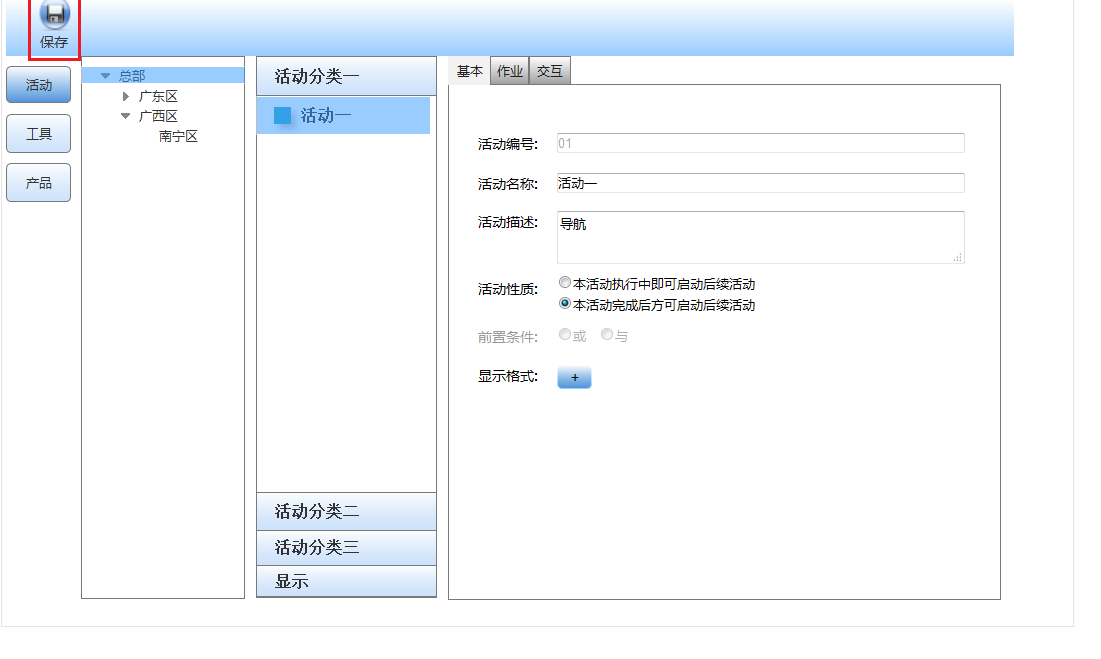 保存
活动
工具
产品
总部
广东区
广西区
南宁区
活动分类一
活动一
活动分类二
活动分类三
显示
基本 作业 交互
活动编号: 01
活动名称: 活动一
活动描述: 导航
活动性质: 本活动执行中即可启动后续活动
本活动完成后方可启动后续活动
前置条件: 或 与
显示格式: +